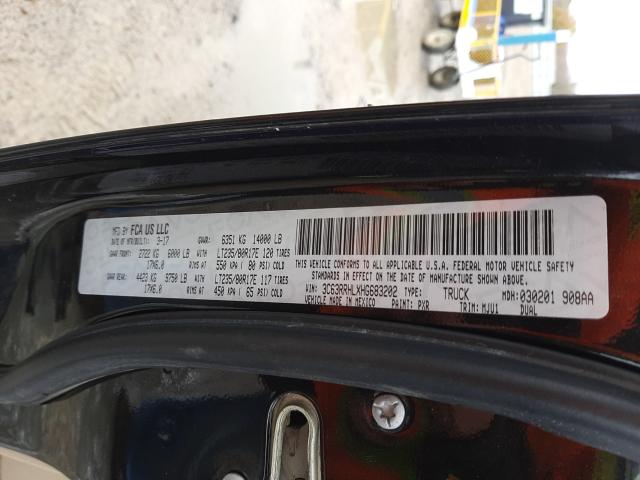 MFD BY FCA US LLC
DATE OF MFR/BUILT: 3-17 GVWR: 6351 KG 14000 LB
GAWR FRONT: 2722 KG 6000 LB WITH LT235/80R17E 120 TIRES
17X6.0 RIMS AT 550 KPA ( 80 PSI) COLD
GAWR REAR: 4423 KG 9750 LB WITH LT235/80R17E 117 TIRES
17X6.0 RIMS AT 450 KPA ( 65 PSI) COLD
THIS VEHICLE CONFORMS TO ALL APPLICABLE U.S.A. FEDERAL MOTOR VEHICLE SAFETY
STANDARDS IN EFFECT ON THE DATE OF MANUFACTURE SHOWN ABOVE.
VIN: 3C63RRHLXHG683202 TYPE: TRUCK MDH: 030201 908AA
VEHICLE MADE IN MEXICO PAINT: PXR TRIM: MJU1 DUAL